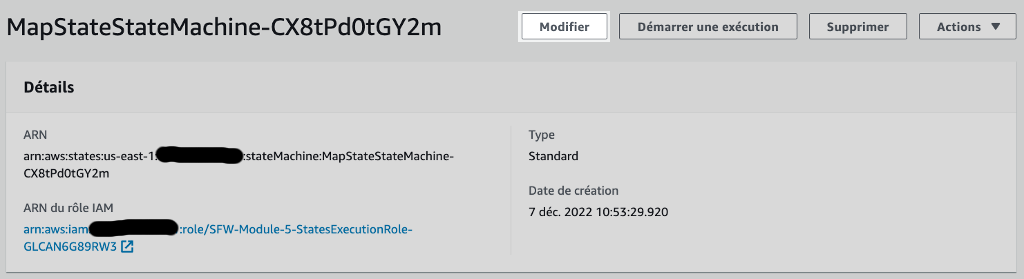 MapStateStateMachine-CX8tPd0tGY2m
Modifier
Démarrer une exécution
Supprimer
Actions
Détails
ARN
arn:aws:states:us-east-1: :stateMachine:MapStateStateMachine-
CX8tPd0tGY2m
ARN du rôle IAM
arn:aws:iam :role/SFW-Module-5-StatesExecutionRole-
GLCAN6G89RW3
Type
Standard
Date de création
7 déc. 2022 10:53:29.920